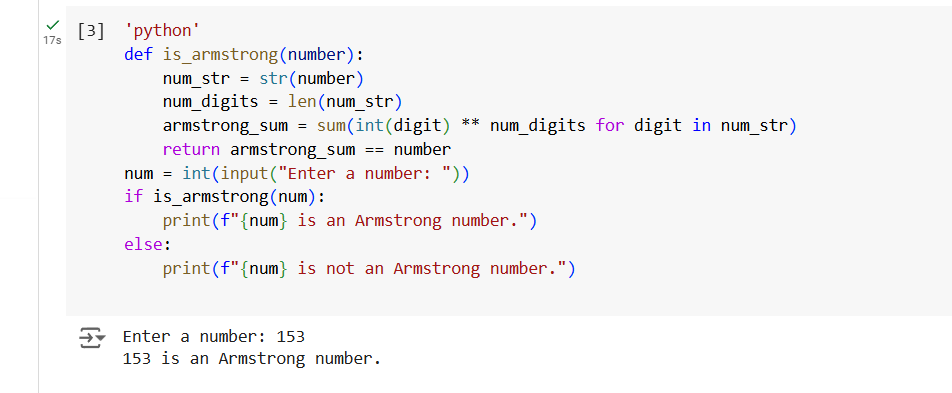 [3] 'python'
17s
def is_armstrong(number):
    num_str = str(number)
    num_digits = len(num_str)
    armstrong_sum = sum(int(digit) ** num_digits for digit in num_str)
    return armstrong_sum == number
num = int(input("Enter a number: "))
if is_armstrong(num):
    print(f"{num} is an Armstrong number.")
else:
    print(f"{num} is not an Armstrong number.")
Enter a number: 153
153 is an Armstrong number.